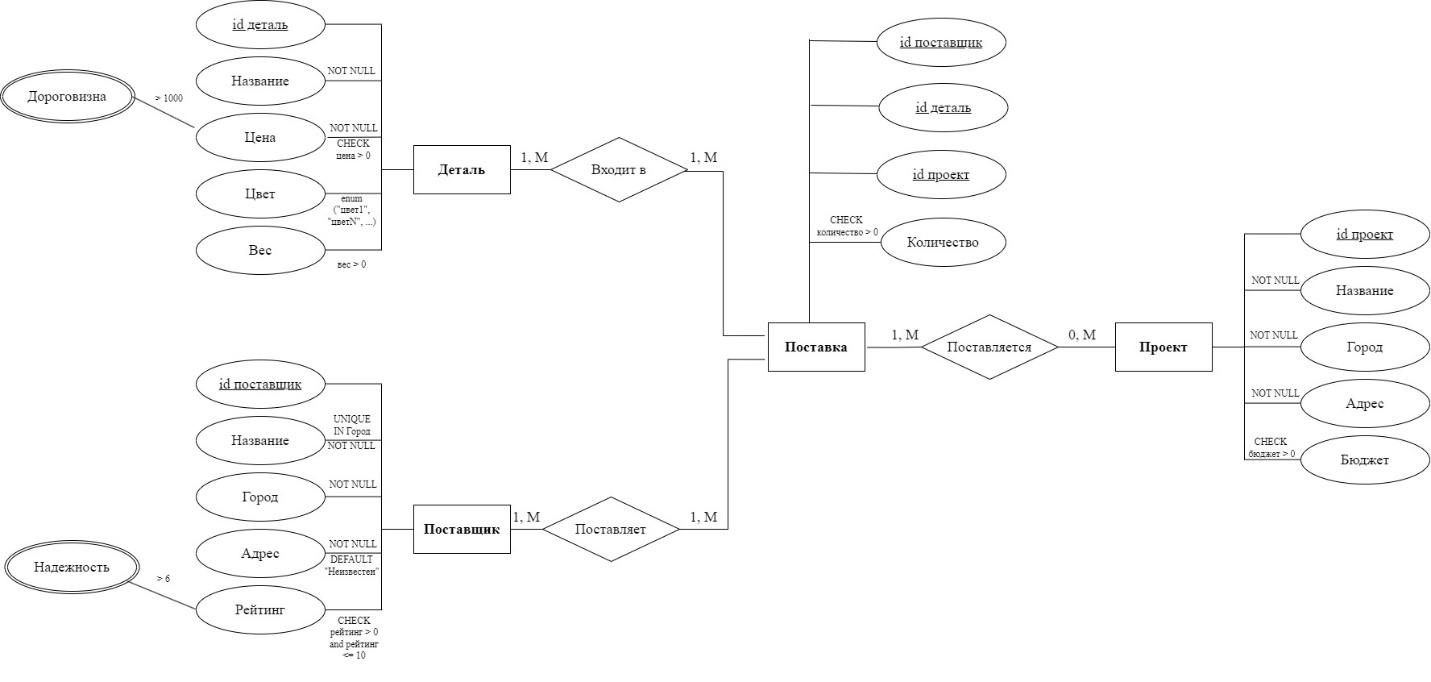 id деталь
Название
NOT NULL
Дороговизна
> 1000
Цена
NOT NULL
CHECK
цена > 0
Цвет
enum
("цвет1",
"цветN", ...)
Вес
вес > 0
Деталь
1, М
Входит в
1, М
id поставщик
id деталь
id проект
CHECK
количество > 0
Количество
Поставка
1, М
Поставляется
0, М
Проект
id проект
NOT NULL
Название
NOT NULL
Город
NOT NULL
Адрес
CHECK
бюджет > 0
Бюджет
id поставщик
Название
UNIQUE
IN Город
NOT NULL
Город
NOT NULL
Адрес
NOT NULL
DEFAULT
"Неизвестен"
Надежность
> 6
Рейтинг
CHECK
рейтинг > 0
and рейтинг
<= 10
Поставщик
1, М
Поставляет
1, М